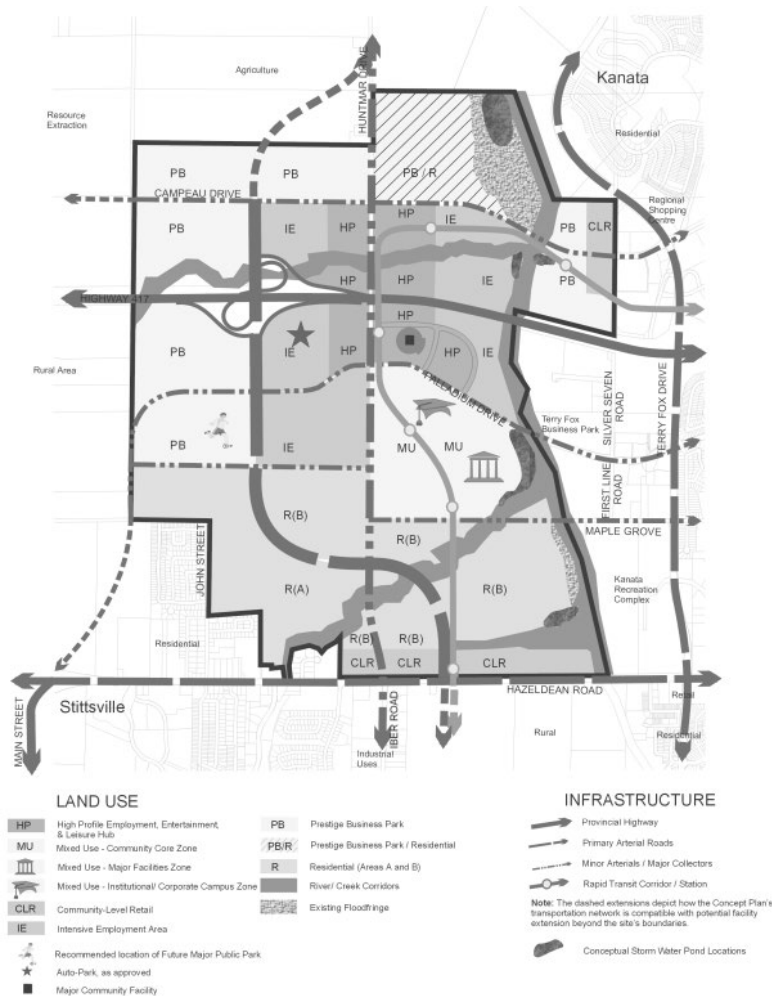 Kanata
Agriculture
HUNTMAR DRIVE
Resource
Extraction
Residential
PB
PB
PB / R
CAMPEAU DRIVE
Regional
Shopping
Centre
PB
IE
HP
HP
IE
PB
CLR
HP
HP
IE
PB
HIGHWAY 417
HP
PB
IE
HP
HP
IE
Rural Area
PALLADIUM DRIVE
SILVER SEVEN
ROAD
TERRY FOX DRIVE
Terry Fox
Business Park
PB
IE
MU
MU
FIRST LINE
ROAD
R(B)
MAPLE GROVE
R(B)
JOHN STREET
Kanata
Recreation
Complex
R(A)
R(B)
Residential
R(B)
R(B)
CLR
CLR
CLR
HAZELDEAN ROAD
Retail
MAIN STREET
Stittsville
IBER ROAD
Rural
Residential
Industrial
Uses
LAND USE
HP High Profile Employment, Entertainment,
& Leisure Hub
MU Mixed Use - Community Core Zone
Mixed Use - Major Facilities Zone
Mixed Use - Institutional/ Corporate Campus Zone
CLR Community-Level Retail
IE Intensive Employment Area
Recommended location of Future Major Public Park
Auto-Park, as approved
Major Community Facility
PB Prestige Business Park
PB/R Prestige Business Park / Residential
R Residential (Areas A and B)
River/ Creek Corridors
Existing Floodfringe
INFRASTRUCTURE
Provincial Highway
Primary Arterial Roads
Minor Arterials / Major Collectors
Rapid Transit Corridor / Station
Note: The dashed extensions depict how the Concept Plan's
transportation network is compatible with potential facility
extension beyond the site's boundaries.
Conceptual Storm Water Pond Locations